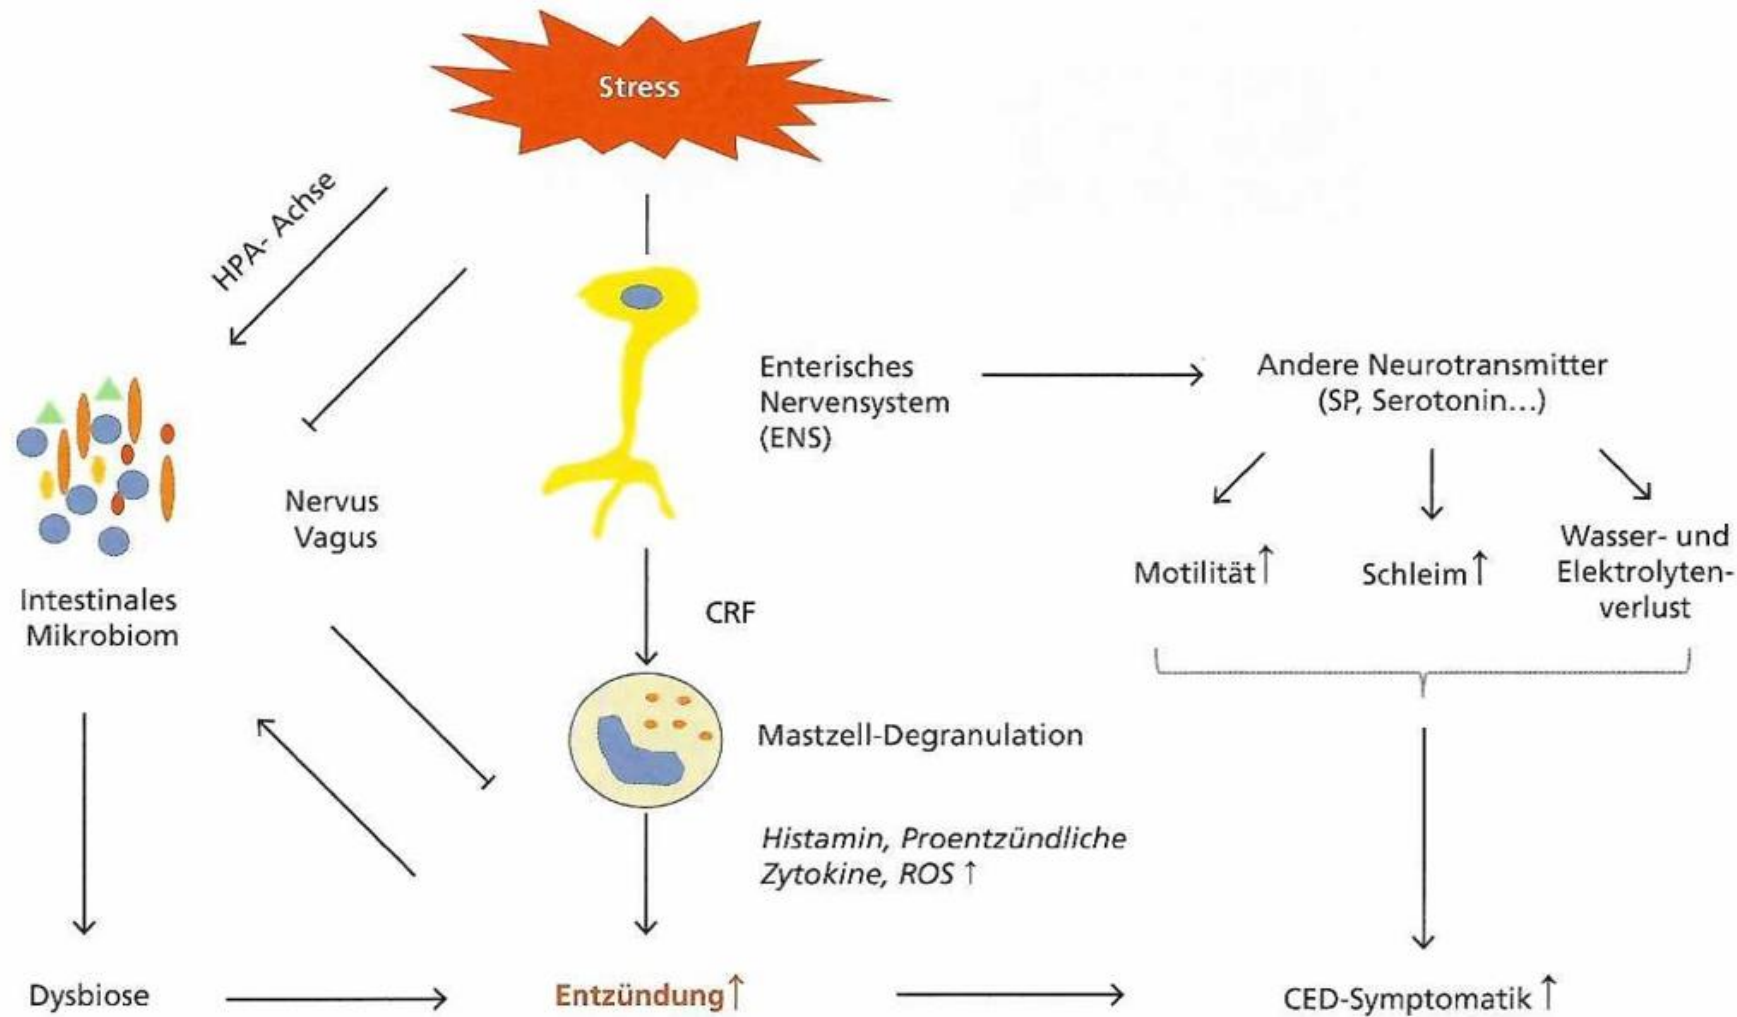 Stress
HPA- Achse
Enterisches
Nervensystem
(ENS)
Andere Neurotransmitter
(SP, Serotonin...)
Nervus
Vagus
Motilität ↑
Schleim ↑
Wasser- und
Elektrolyten-
verlust
Intestinales
Mikrobiom
CRF
Mastzell-Degranulation
Histamin, Proentzündliche
Zytokine, ROS ↑
Dysbiose
Entzündung ↑
CED-Symptomatik ↑